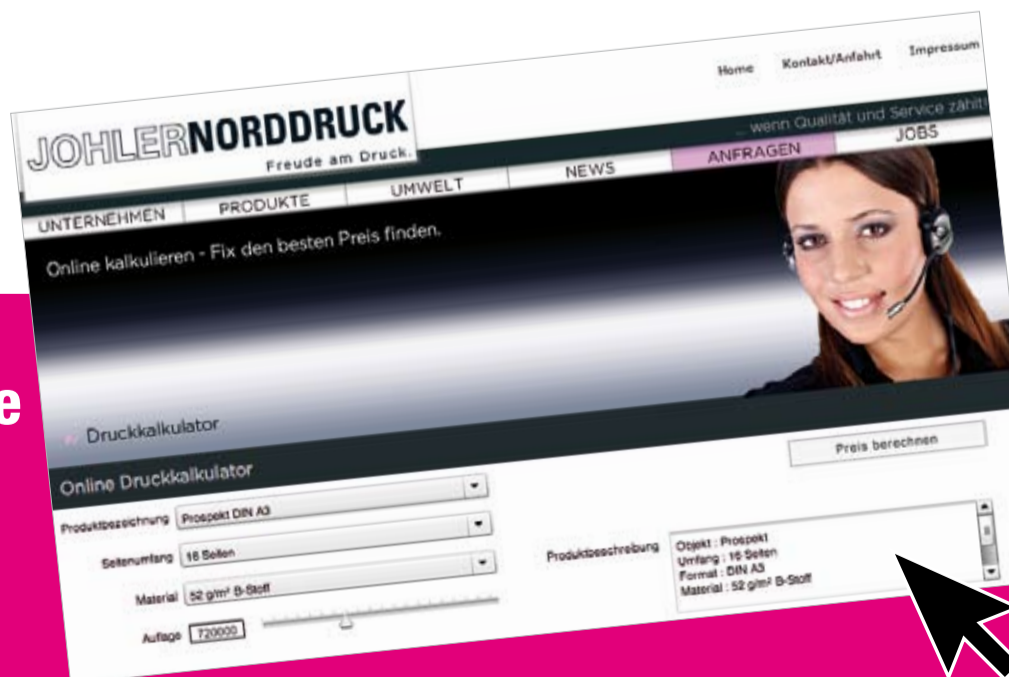 Home Kontakt/Anfahrt Impressum
JOHLERNORDDRUCK
Freude am Druck.
... wenn Qualität und Service zählt!
UNTERNEHMEN PRODUKTE UMWELT NEWS ANFRAGEN JOBS
Online kalkulieren - Fix den besten Preis finden.
e
Druckkalkulator
Online Druckkalkulator
Preis berechnen
Produktbezeichnung Prospekt DIN A3
Seitenumfang 16 Seiten
Material 52 g/m² B-Stoff
Auflage 720000
Produktbeschreibung
Objekt : Prospekt
Umfang : 16 Seiten
Format : DIN A3
Material : 52 g/m² B-Stoff